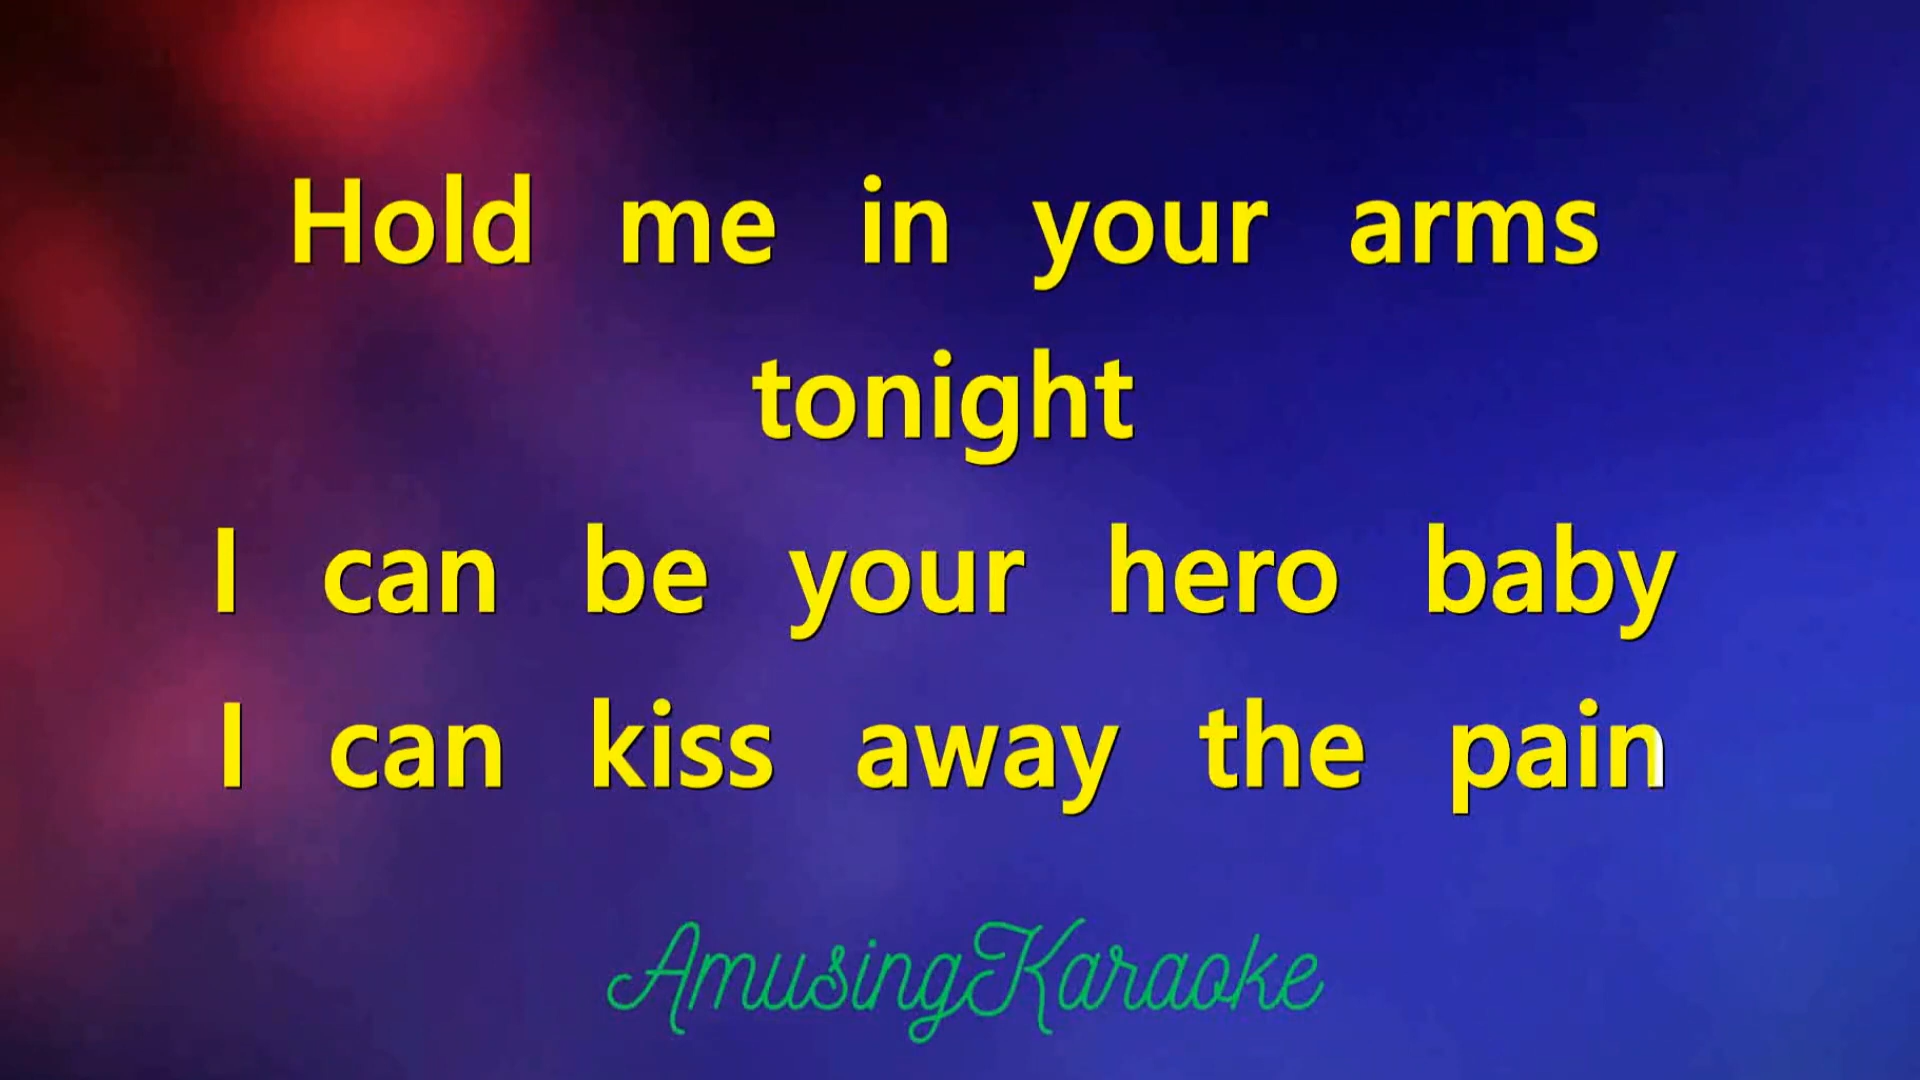 Hold me in your arms
tonight
I can be your hero baby
I can kiss away the pain
AmusingKaraoke